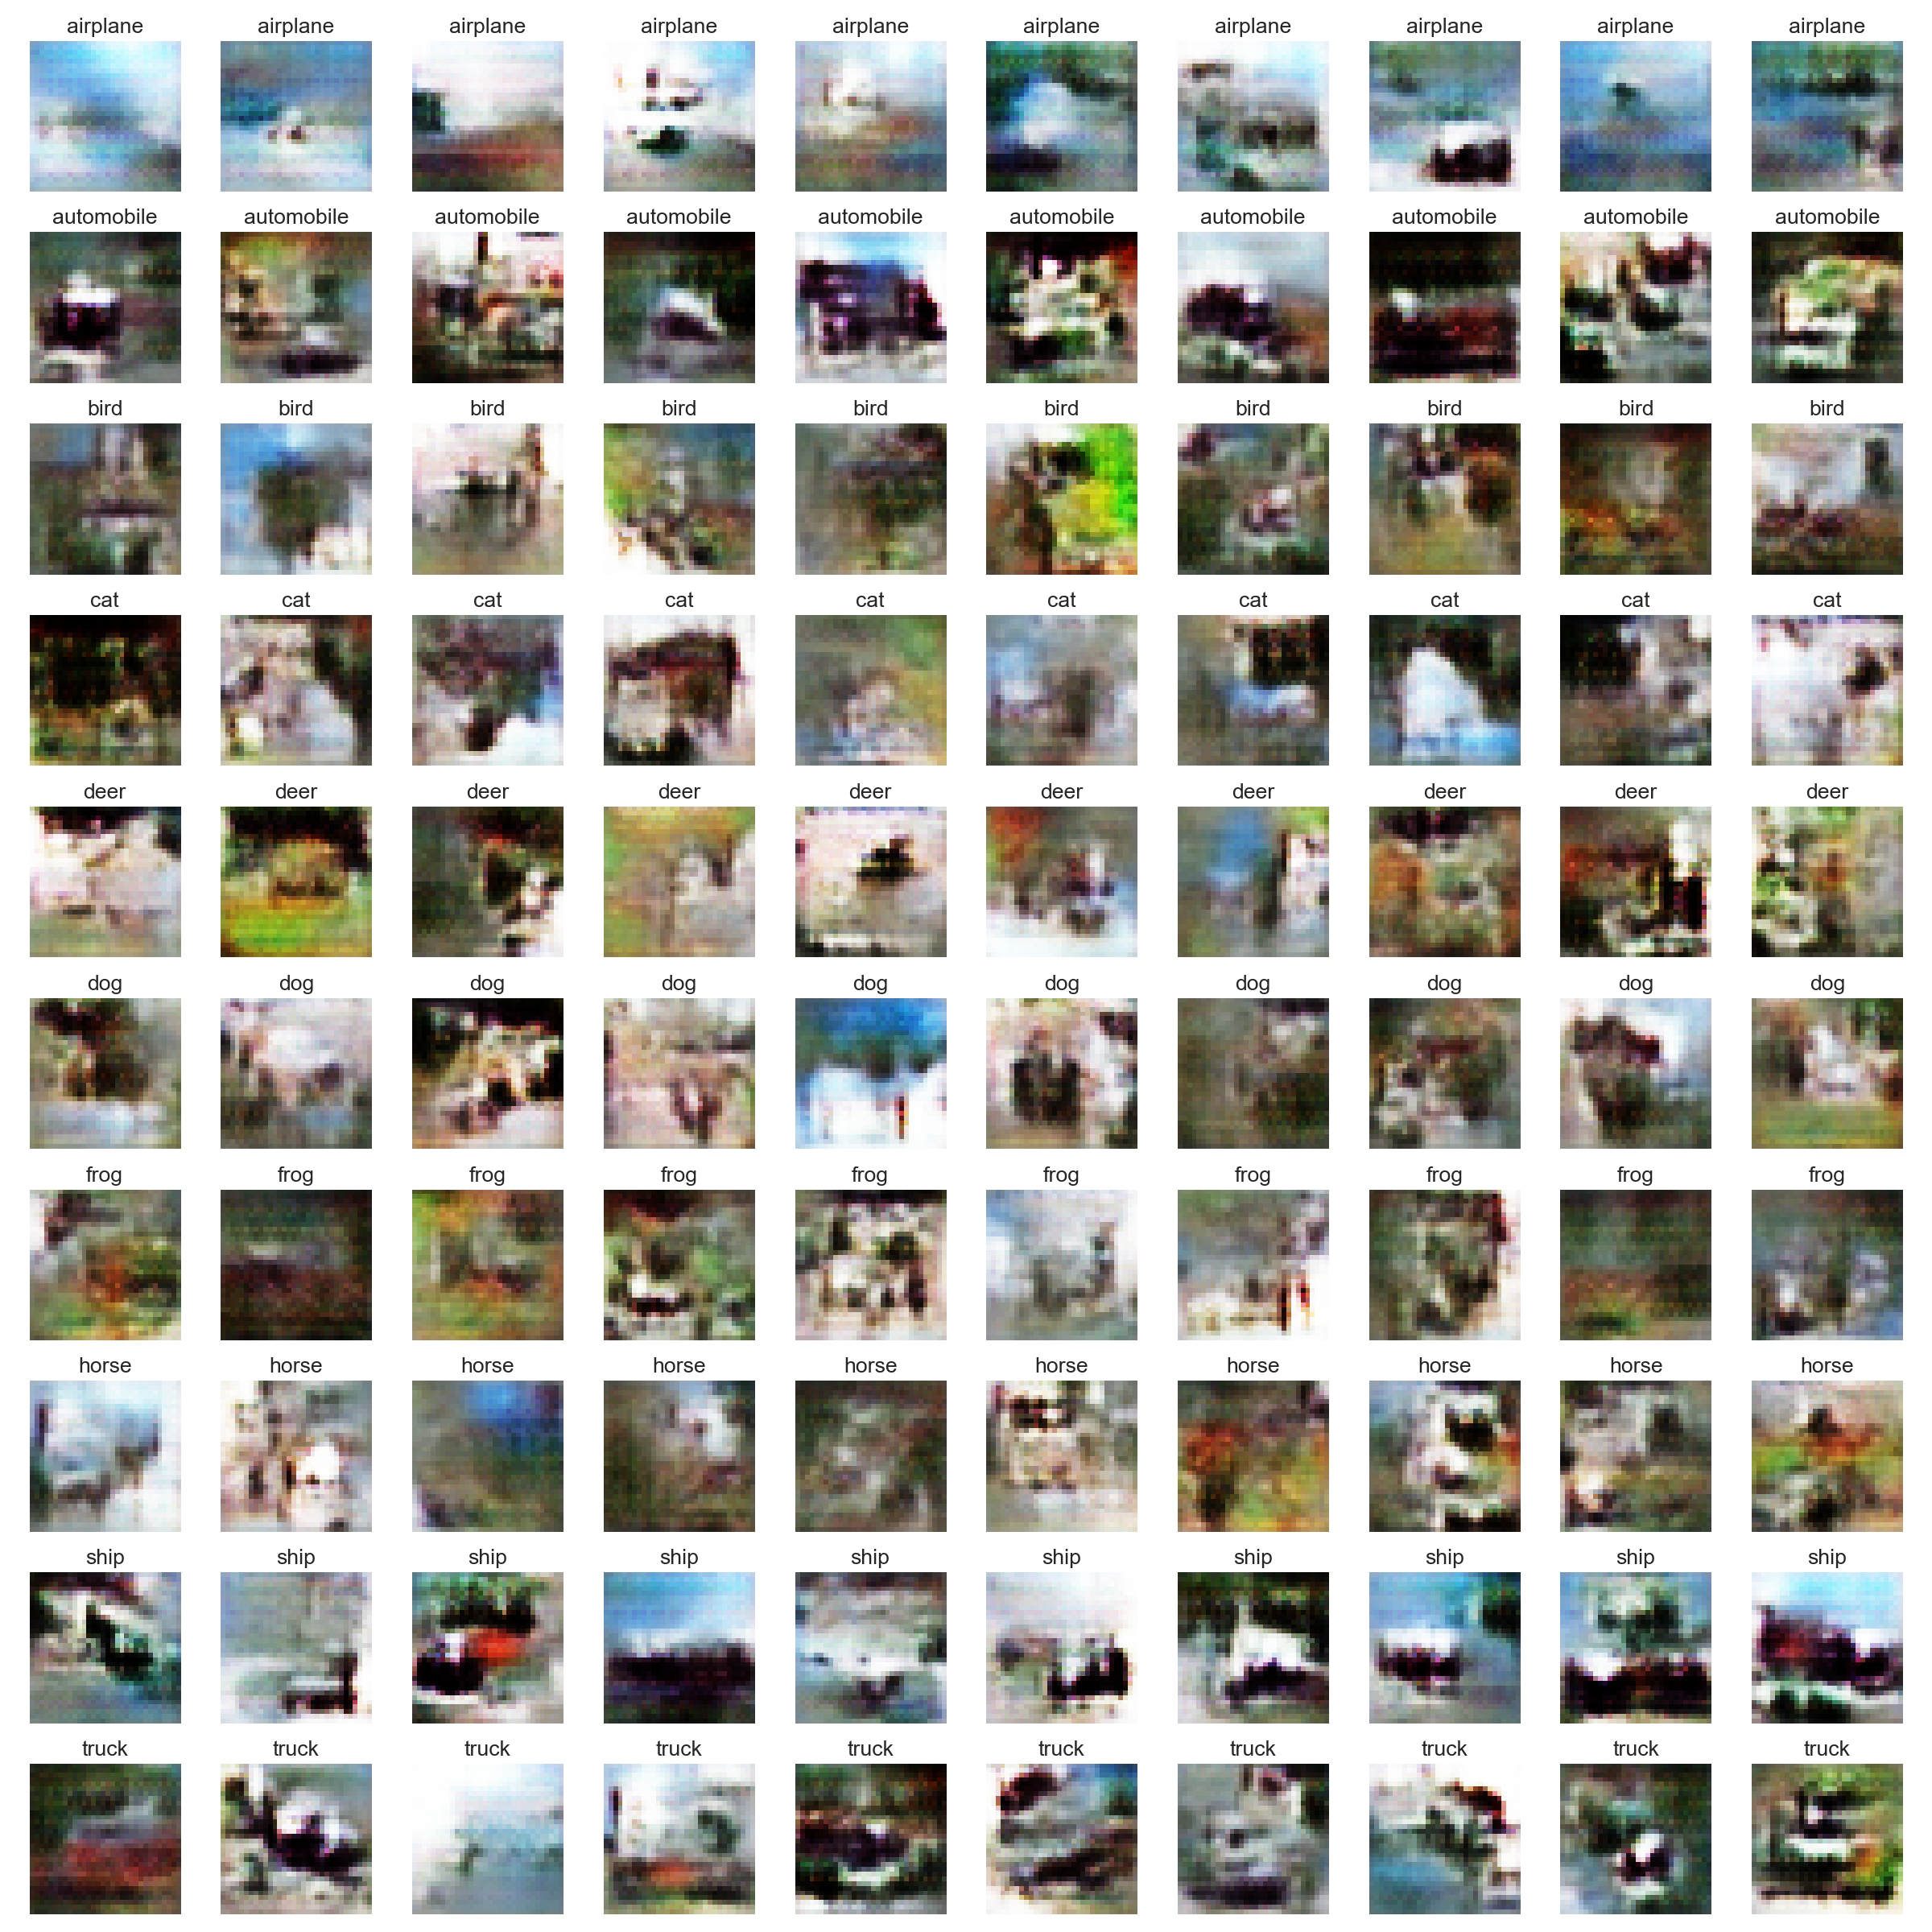 airplane airplane airplane airplane airplane airplane airplane airplane airplane airplane
automobile automobile automobile automobile automobile automobile automobile automobile automobile automobile
bird bird bird bird bird bird bird bird bird bird
cat cat cat cat cat cat cat cat cat cat
deer deer deer deer deer deer deer deer deer deer
dog dog dog dog dog dog dog dog dog dog
frog frog frog frog frog frog frog frog frog frog
horse horse horse horse horse horse horse horse horse horse
ship ship ship ship ship ship ship ship ship ship
truck truck truck truck truck truck truck truck truck truck